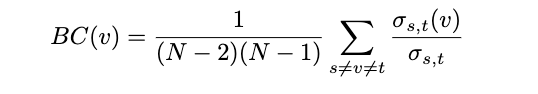 BC(v) = \frac{1}{(N-2)(N-1)} \sum_{s \neq v \neq t} \frac{\sigma_{s,t}(v)}{\sigma_{s,t}}